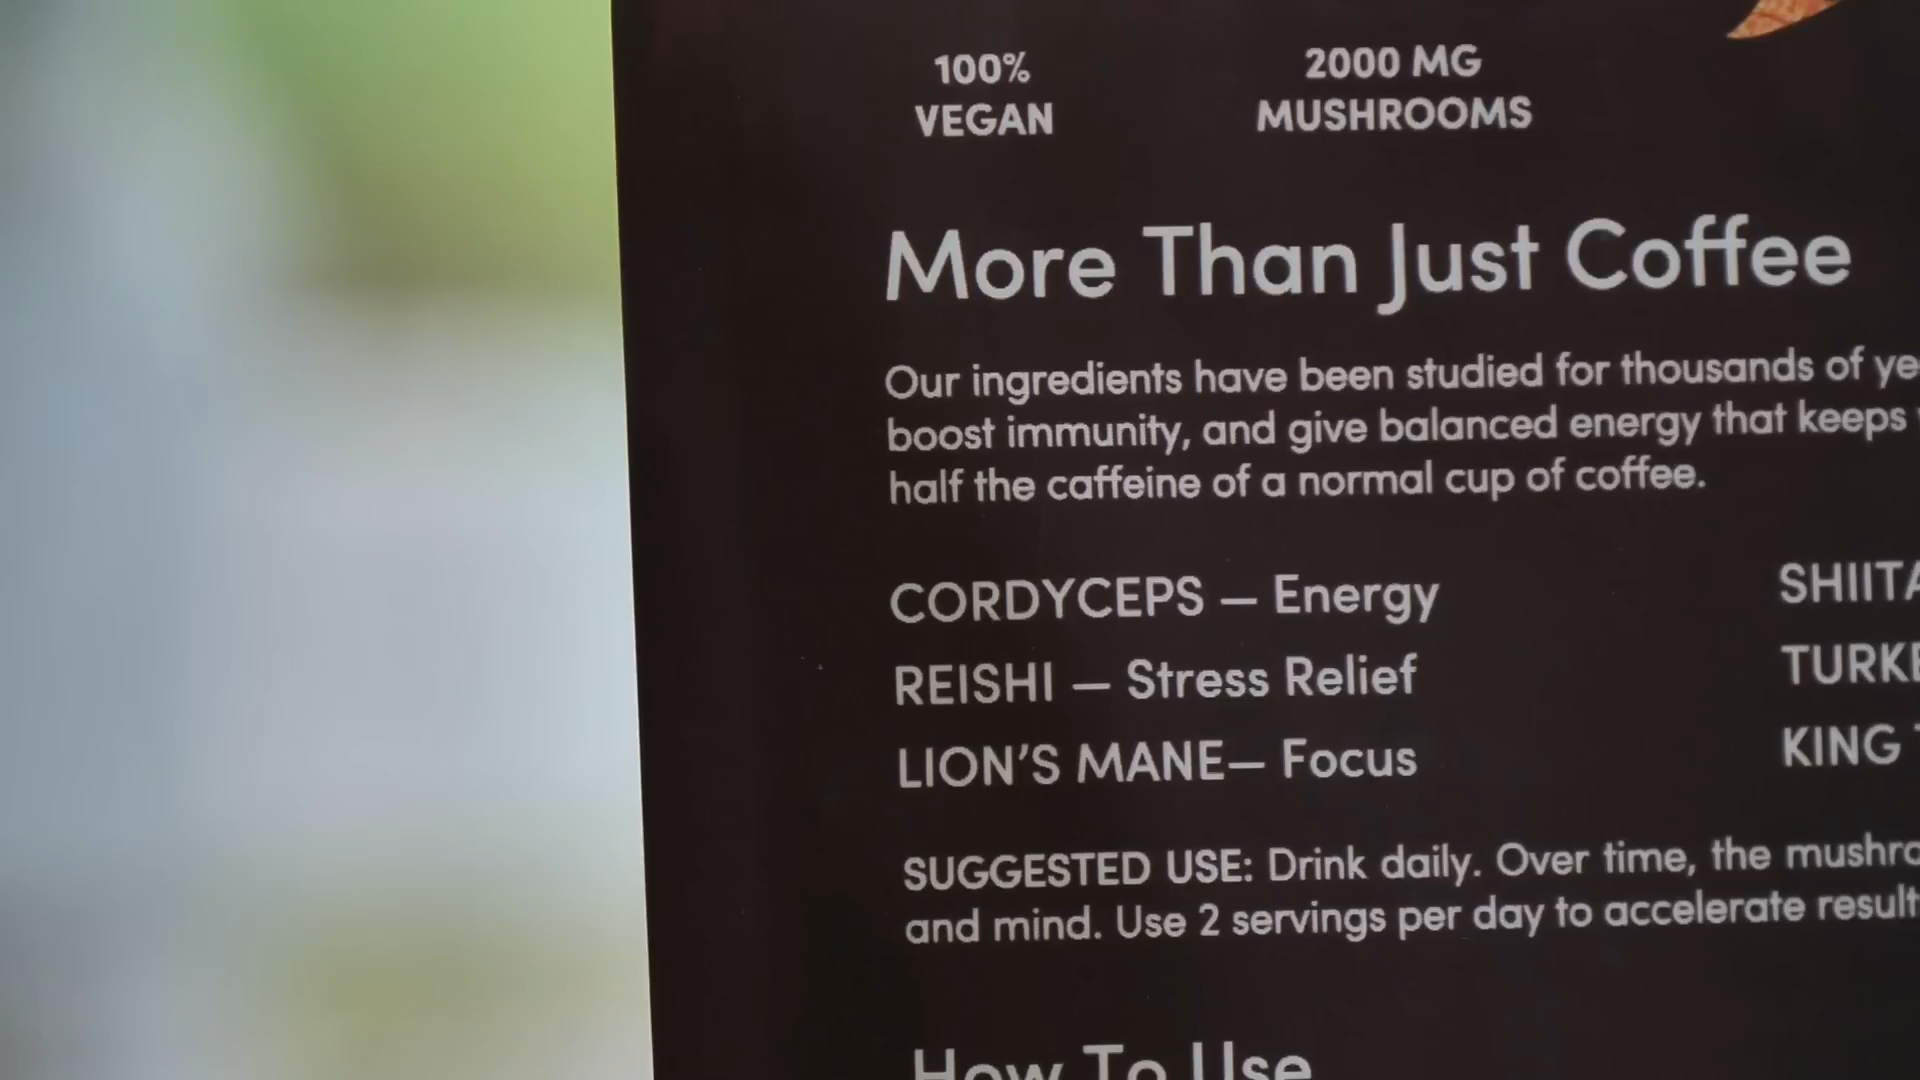 100%
VEGAN
2000 MG
MUSHROOMS
More Than Just Coffee
Our ingredients have been studied for thousands of
boost immunity, and give balanced energy that keeps
half the caffeine of a normal cup of coffee.
CORDYCEPS — Energy
REISHI — Stress Relief
LION'S MANE— Focus
KING
SUGGESTED USE: Drink daily. Over time, the
and mind. Use 2 servings per day to accelerate
How To Use